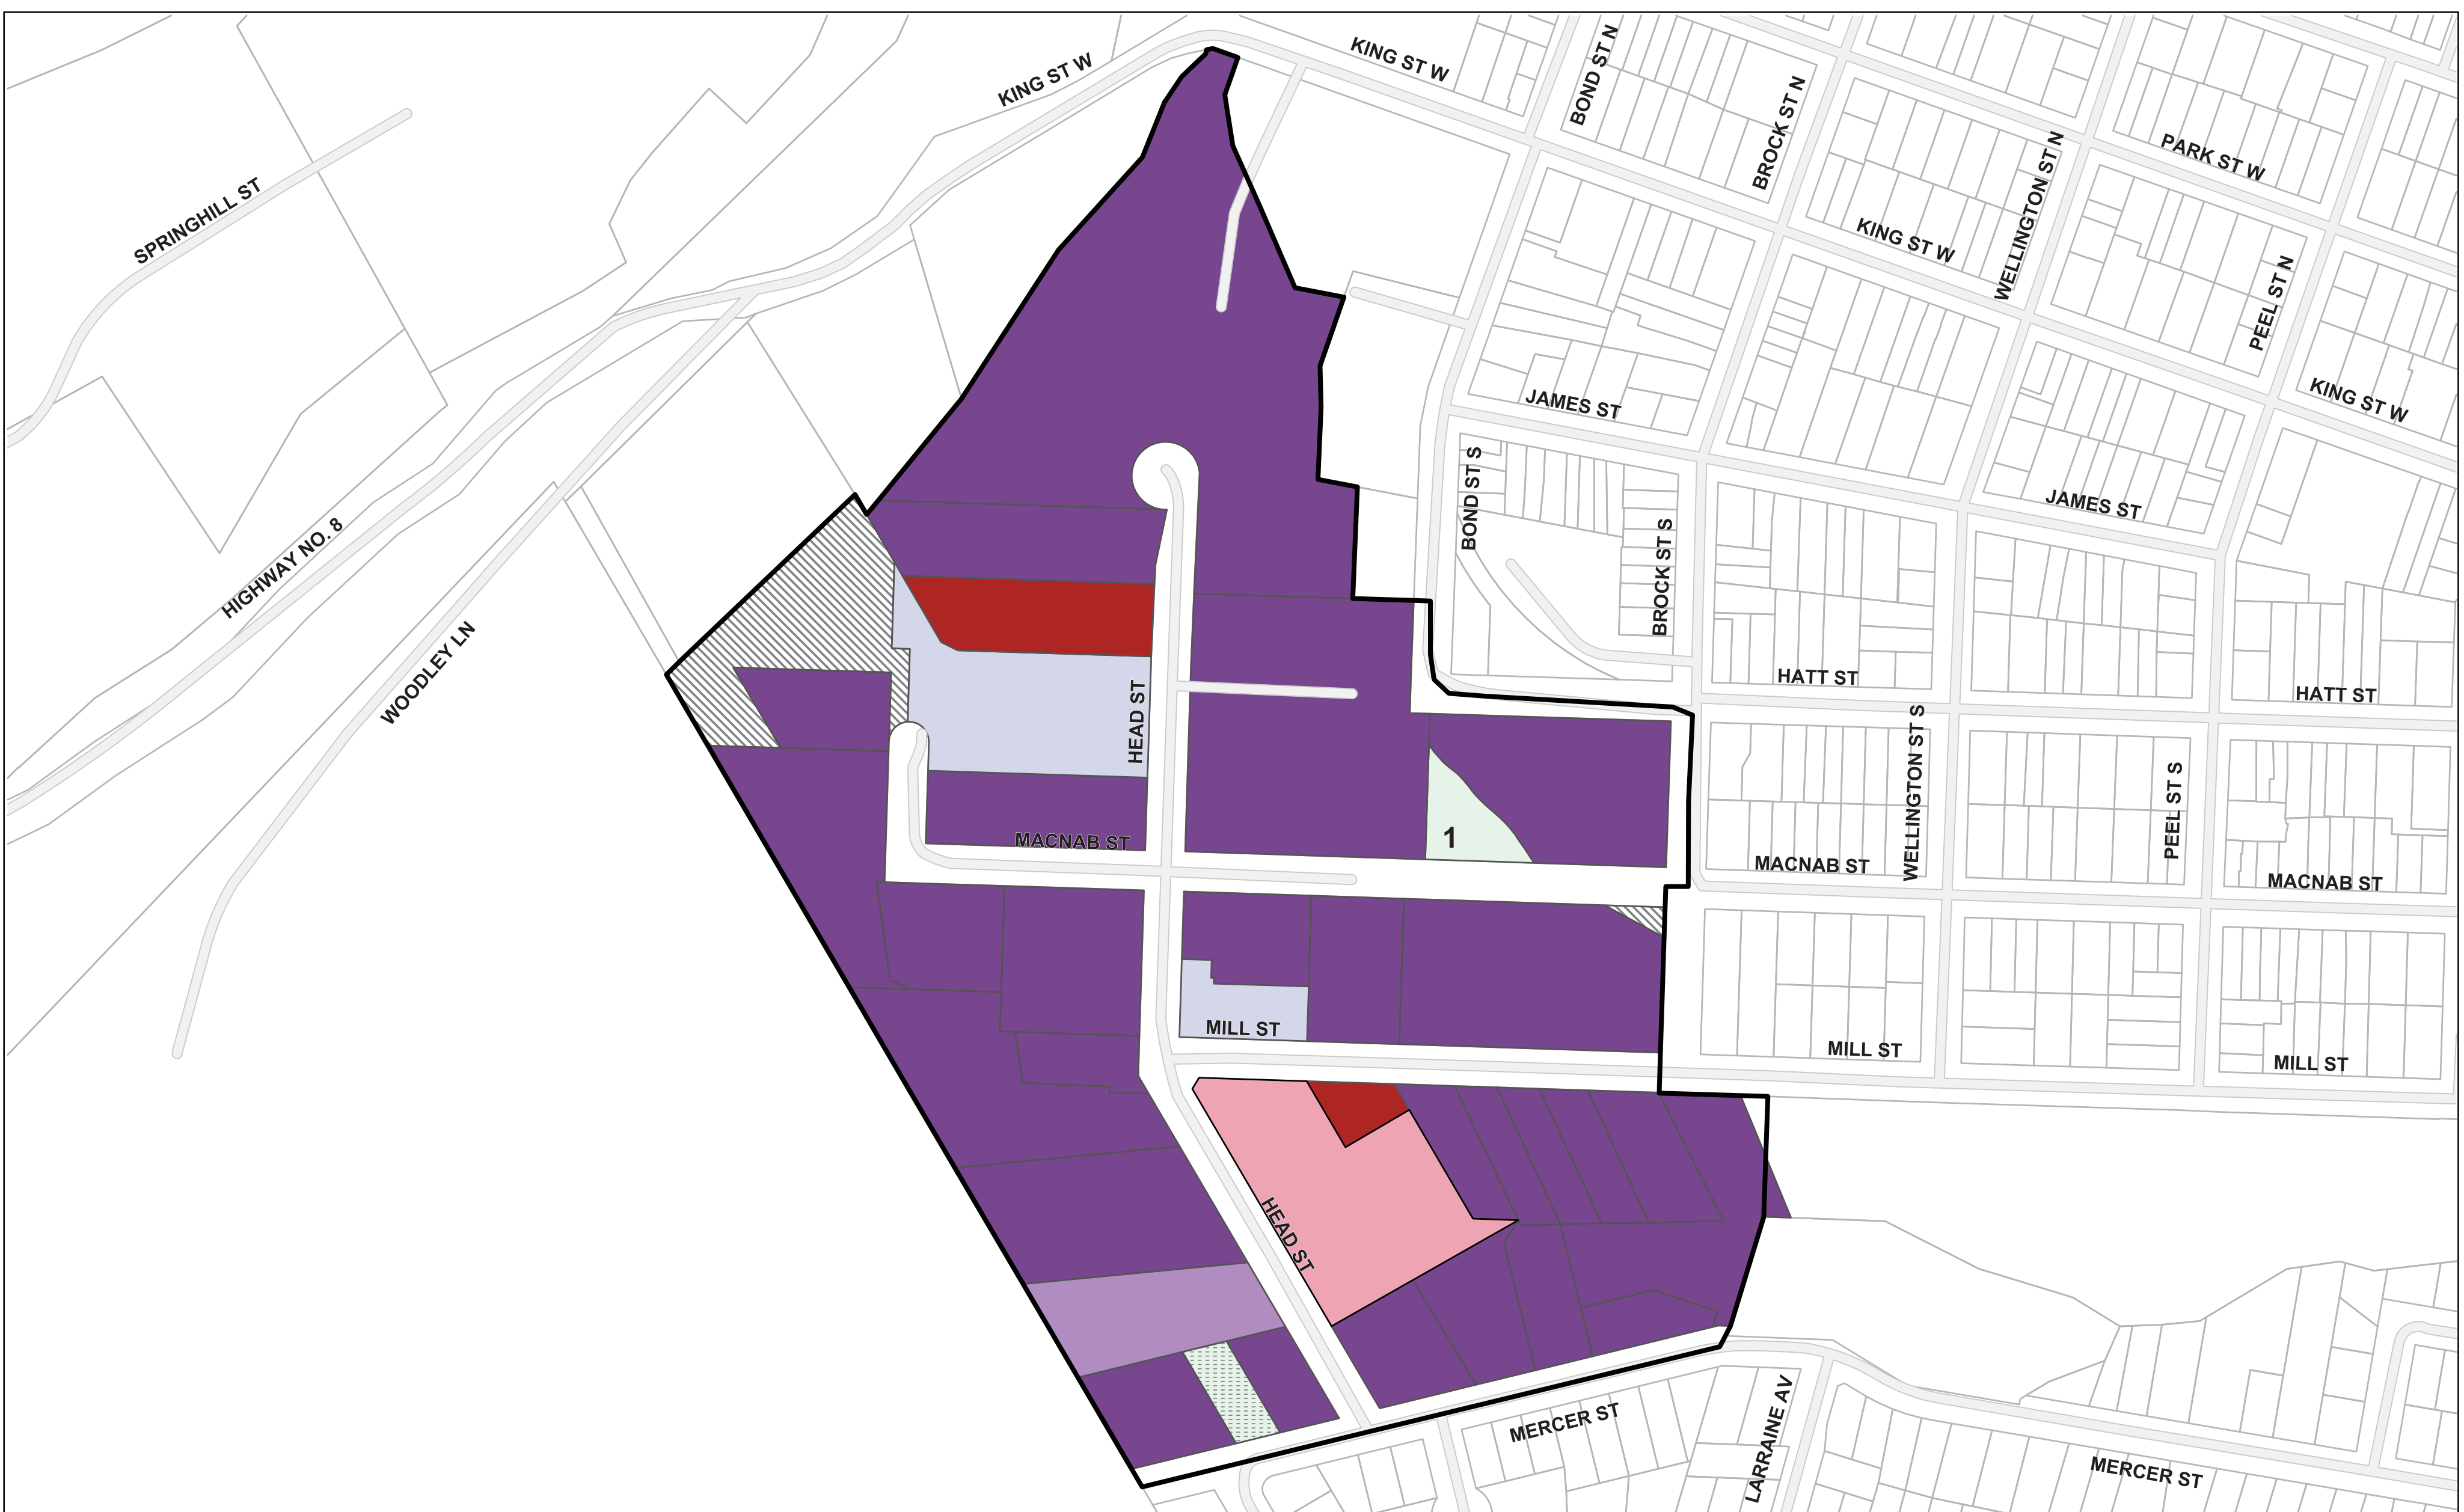 KING ST W
KING ST W
BOND ST N
BROCK ST N
PARK ST W
WELLINGTON ST N
KING ST W
SPRINGHILL ST
PEEL ST N
KING ST W
JAMES ST
BOND ST S
JAMES ST
BROCK ST S
HIGHWAY NO. 8
WOODLEY LN
HATT ST
HATT ST
HEAD ST
WELLINGTON ST S
PEEL ST S
1
MACNAB ST
MACNAB ST
MACNAB ST
MILL ST
MILL ST
MILL ST
HEAD ST
MERCER ST
LARRAINE AV
MERCER ST